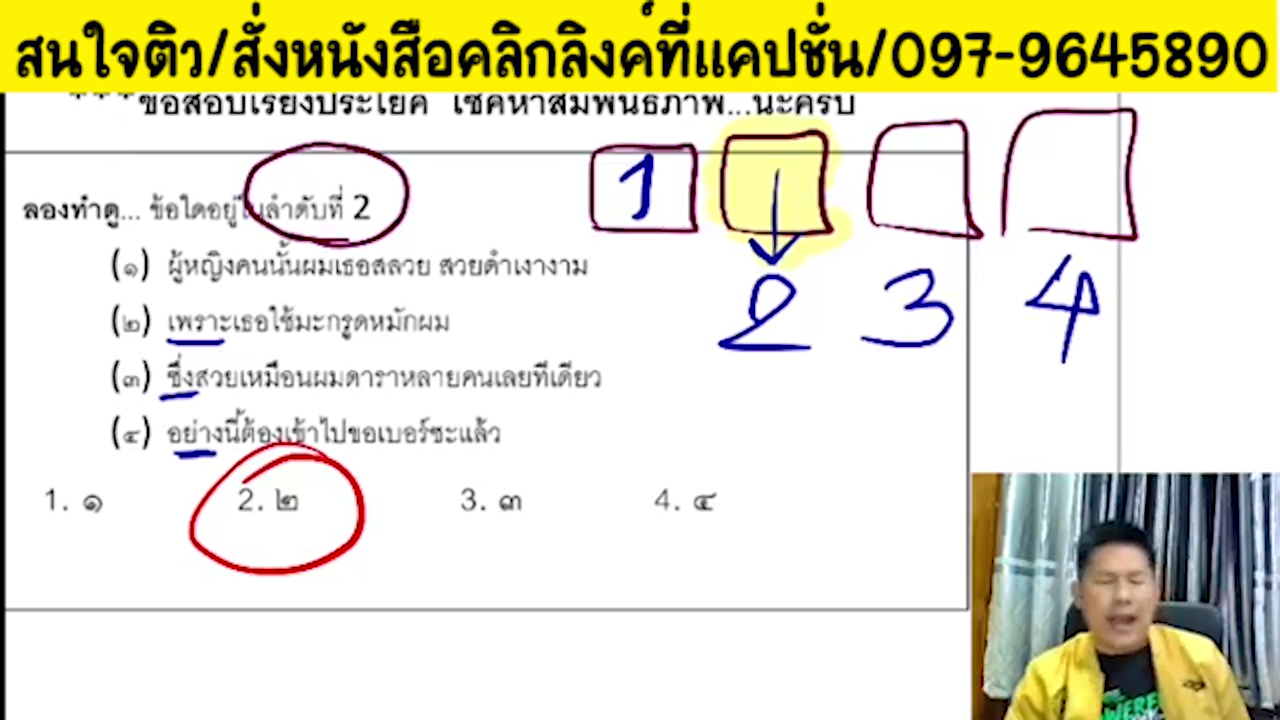 สนใจติว/สั่งหนังสือคลิกลิงค์ที่แคปชั่น/097-9645890
***ข้อสอบเรียงประโยค เช็คหาสัมพันธภาพ...นะครับ
1
ลองทำดู... ข้อใดอยู่ในลำดับที่ 2
(๑) ผู้หญิงคนนั้นผมเธอสลวย สวยดำเงางาม
2 3 4
(๒) เพราะเธอใช้มะกรูดหมักผม
(๓) ซึ่งสวยเหมือนผมดาราหลายคนเลยทีเดียว
(๔) อย่างนี้ต้องเข้าไปขอเบอร์ซะแล้ว
1. ๑ 2. ๒ 3. ๓ 4. ๔